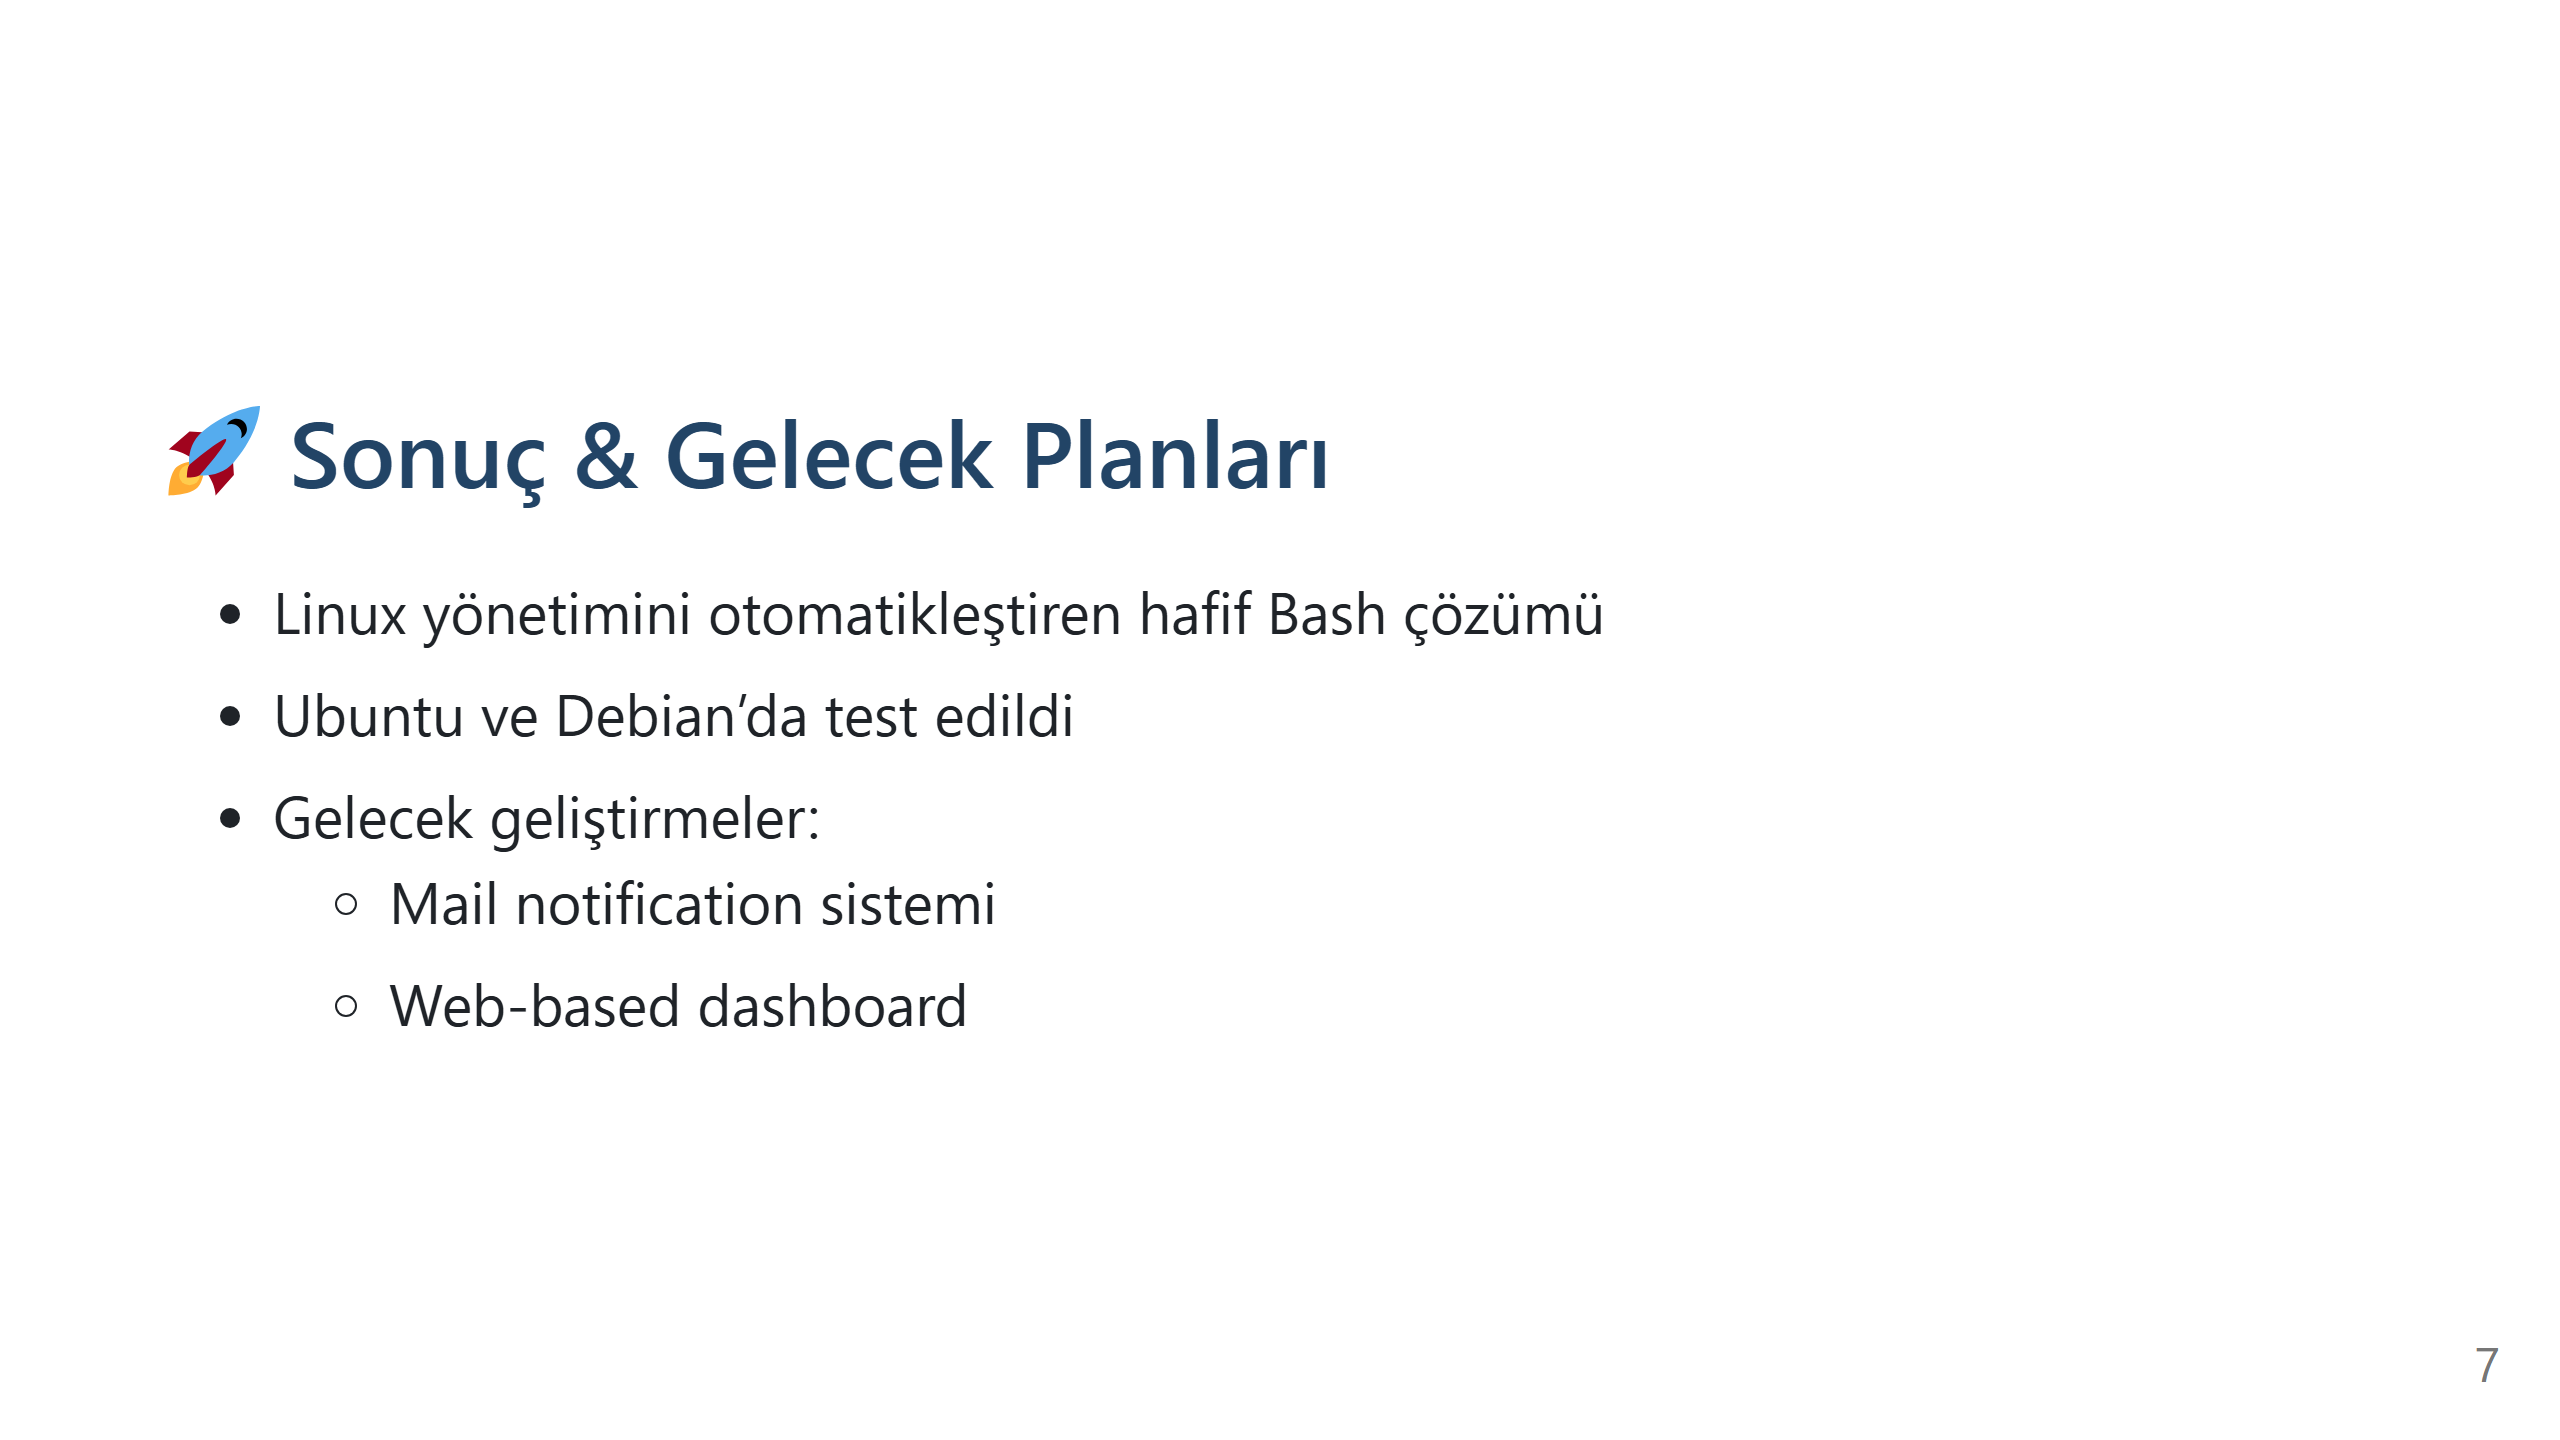 🚀 Sonuç & Gelecek Planları
• Linux yönetimini otomatikleştiren hafif Bash çözümü
• Ubuntu ve Debian’da test edildi
• Gelecek geliştirmeler:
○ Mail notification sistemi
○ Web-based dashboard
7